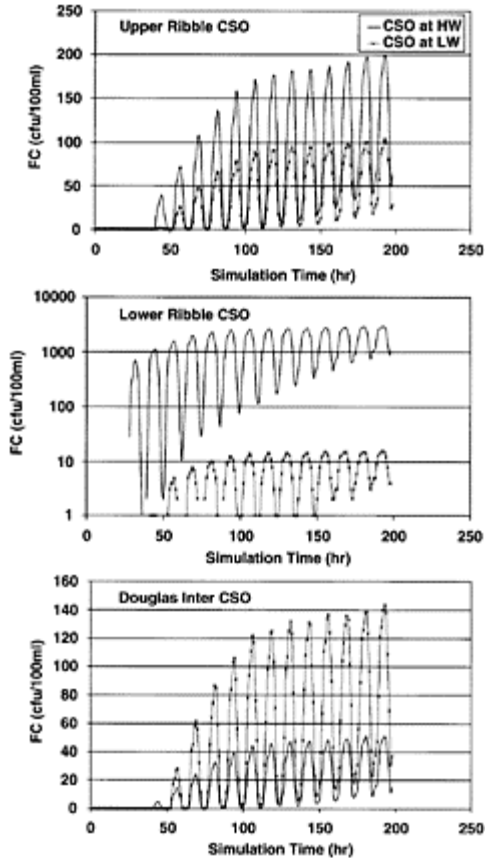 Upper Ribble CSO
CSO at HW
CSO at LW
FC (cfu/100ml)
250
200
150
100
50
0
0 50 100 150 200 250
Simulation Time (hr)
Lower Ribble CSO
FC (cfu/100ml)
10000
1000
100
10
1
0 50 100 150 200 250
Simulation Time (hr)
Douglas Inter CSO
FC (cfu/100ml)
160
140
120
100
80
60
40
20
0
0 50 100 150 200 250
Simulation Time (hr)